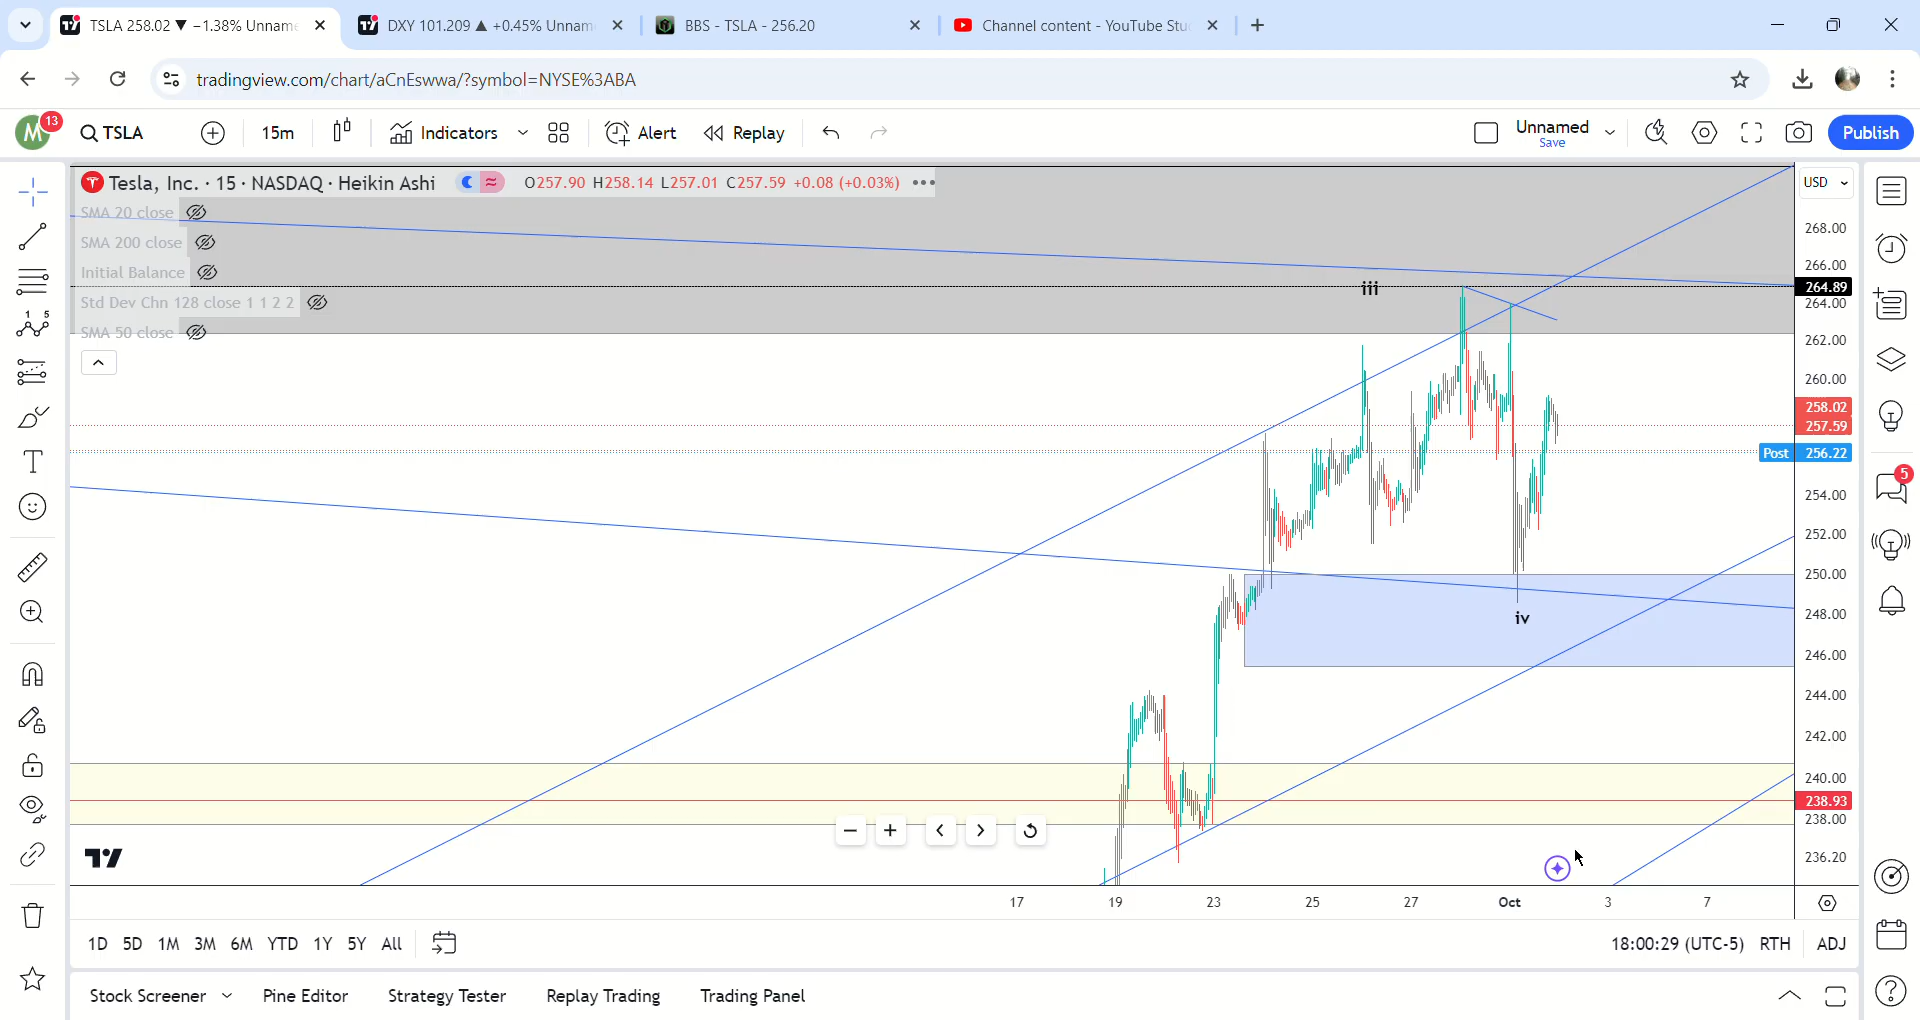 TSLA 258.02 ▼ −1.38% Unname
DXY 101.209 ▲ +0.45% Unnam
BBS - TSLA - 256.20
Channel content - YouTube Stu
tradingview.com/chart/aCnEswwa/?symbol=NYSE%3ABA
M
13
TSLA
15m
Indicators
Alert
Replay
Unnamed
Save
Publish
Tesla, Inc. · 15 · NASDAQ · Heikin Ashi
O257.90 H258.14 L257.01 C257.59 +0.08 (+0.03%)
USD
SMA 20 close
SMA 200 close
Initial Balance
Std Dev Chn 128 close 1 1 2 2
SMA 50 close
iii
iv
268.00
266.00
264.89
264.00
262.00
260.00
258.02
257.59
Post 256.22
254.00
252.00
250.00
248.00
246.00
244.00
242.00
240.00
238.93
238.00
236.20
1 5
T
5
17 19 23 25 27 Oct 3 7
1D 5D 1M 3M 6M YTD 1Y 5Y All
18:00:29 (UTC-5) RTH ADJ
Stock Screener Pine Editor Strategy Tester Replay Trading Trading Panel